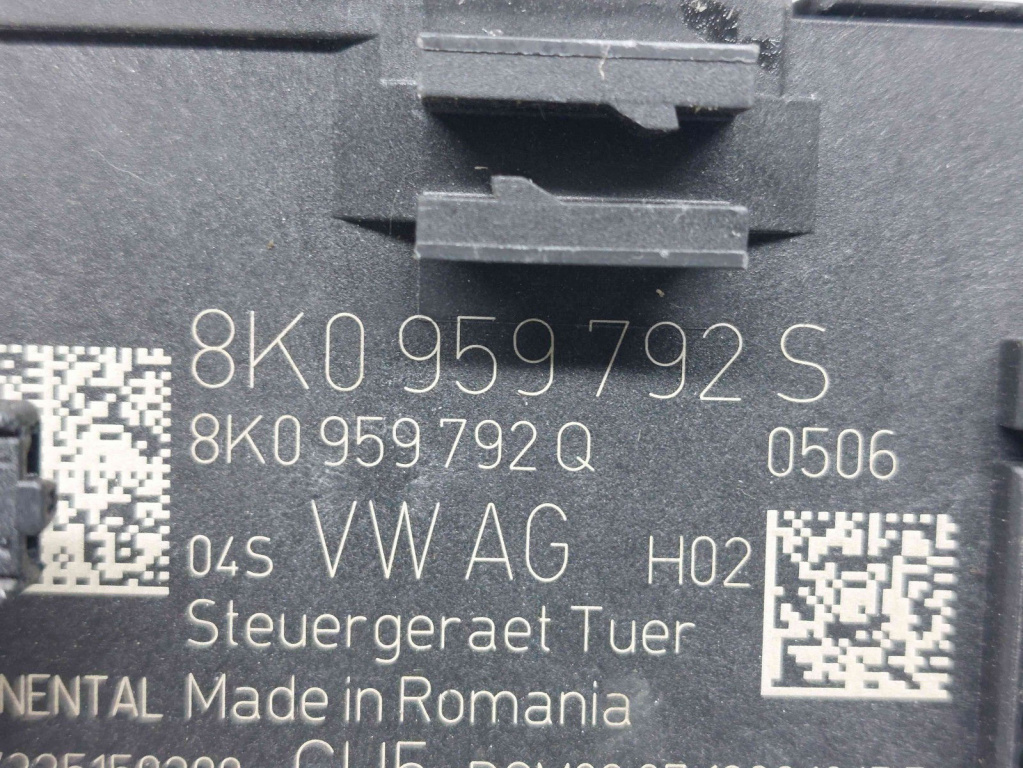 8K0 959 792 S
8K0 959 792 Q 0506
04S VW AG H02
Steuergeraet Tuer
NENTAL Made in Romania